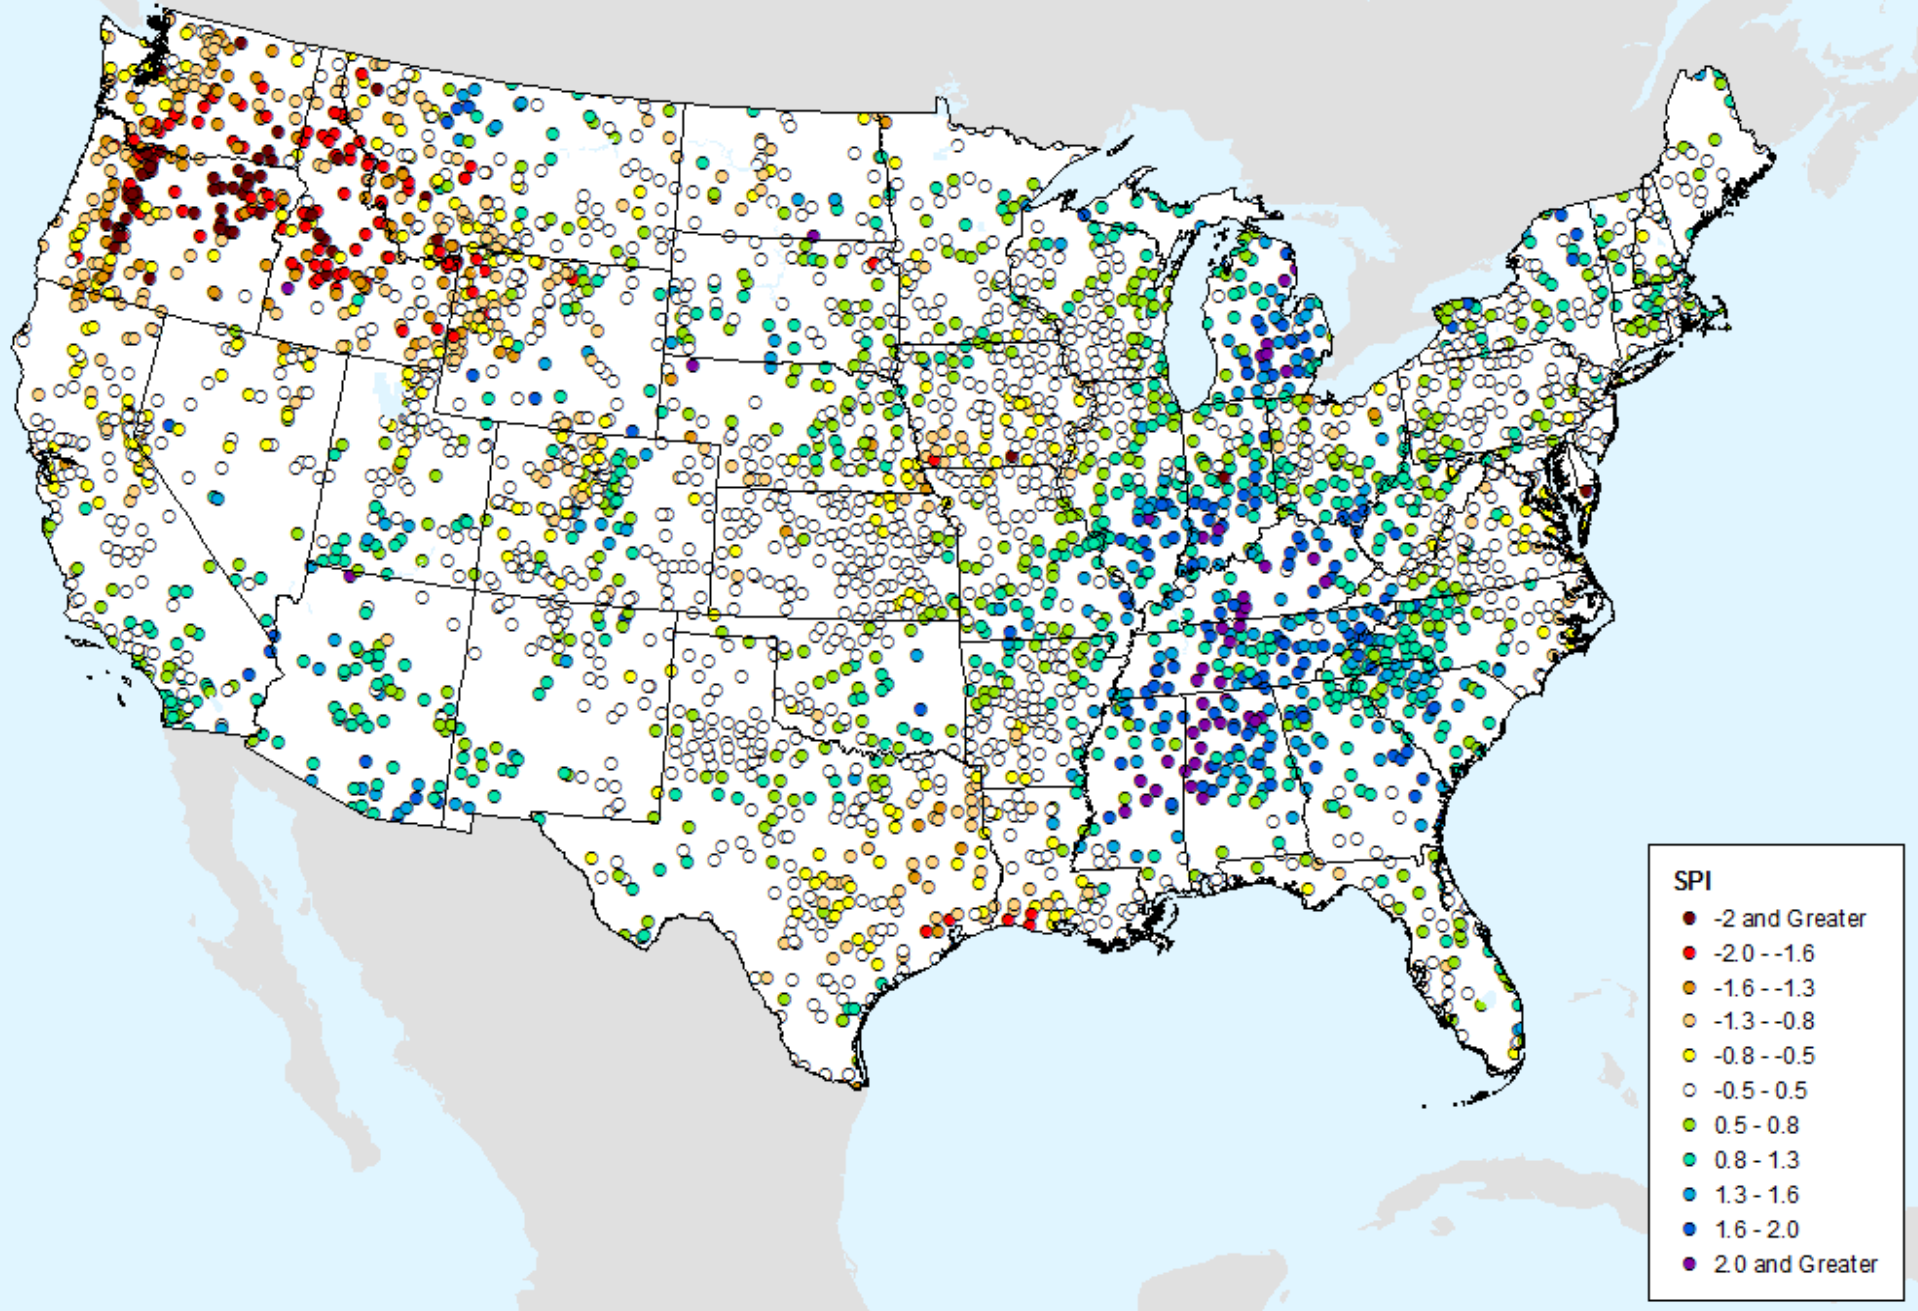 SPI
-2 and Greater
-2.0 - -1.6
-1.6 - -1.3
-1.3 - -0.8
-0.8 - -0.5
-0.5 - 0.5
0.5 - 0.8
0.8 - 1.3
1.3 - 1.6
1.6 - 2.0
2.0 and Greater